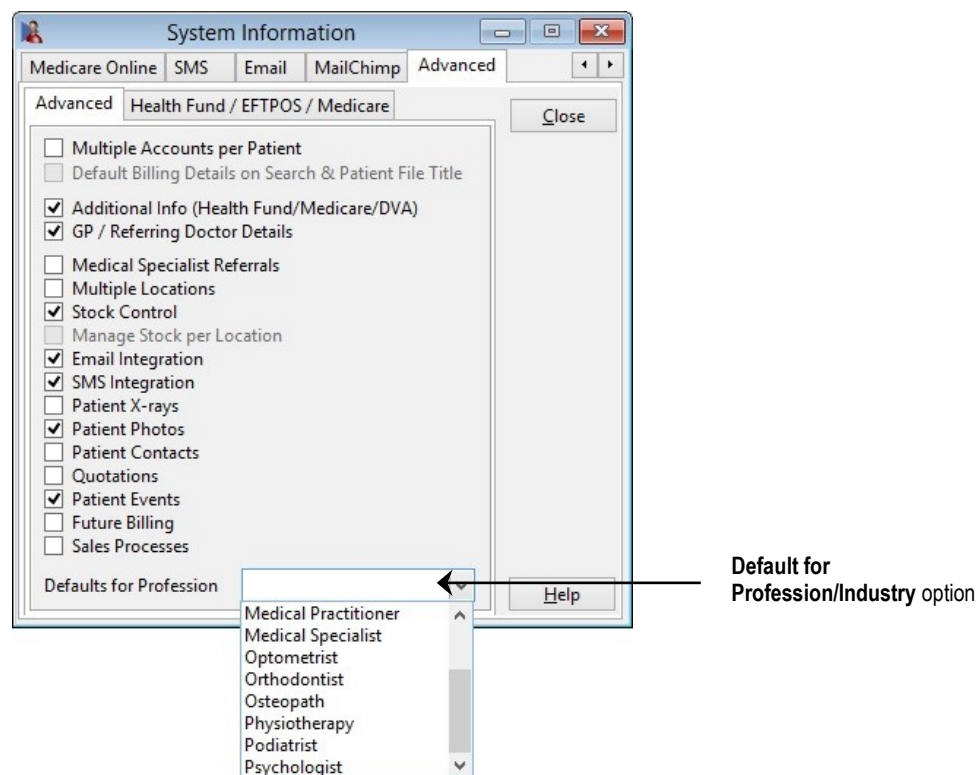 System Information
Medicare Online SMS Email MailChimp Advanced
Advanced Health Fund / EFTPOS / Medicare
Close
Multiple Accounts per Patient
Default Billing Details on Search & Patient File Title
Additional Info (Health Fund/Medicare/DVA)
GP / Referring Doctor Details
Medical Specialist Referrals
Multiple Locations
Stock Control
Manage Stock per Location
Email Integration
SMS Integration
Patient X-rays
Patient Photos
Patient Contacts
Quotations
Patient Events
Future Billing
Sales Processes
Defaults for Profession
Help
Medical Practitioner
Medical Specialist
Optometrist
Orthodontist
Osteopath
Physiotherapy
Podiatrist
Psychologist
Default for
Profession/Industry option